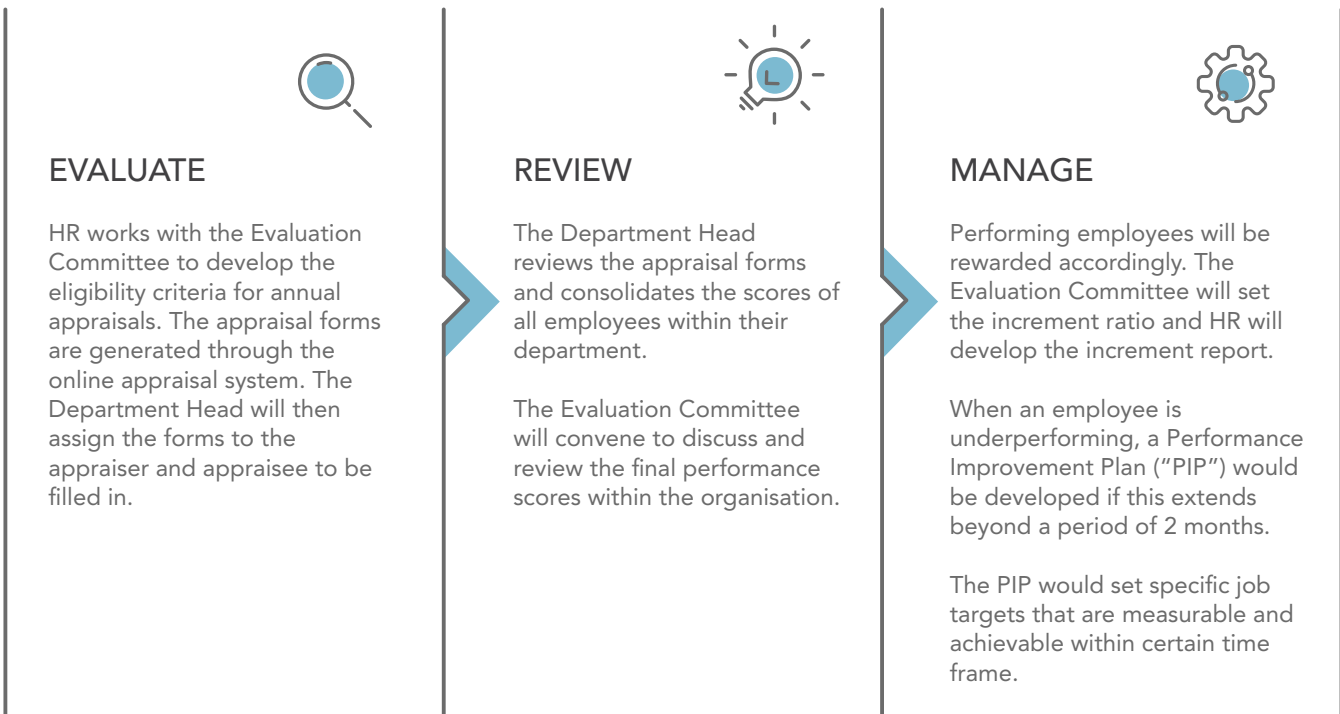 EVALUATE
HR works with the Evaluation
Committee to develop the
eligibility criteria for annual
appraisals. The appraisal forms
are generated through the
online appraisal system. The
Department Head will then
assign the forms to the
appraiser and appraisee to be
filled in.
REVIEW
The Department Head
reviews the appraisal forms
and consolidates the scores of
all employees within their
department.
The Evaluation Committee
will convene to discuss and
review the final performance
scores within the organisation.
MANAGE
Performing employees will be
rewarded accordingly. The
Evaluation Committee will set
the increment ratio and HR will
develop the increment report.
When an employee is
underperforming, a Performance
Improvement Plan (“PIP”) would
be developed if this extends
beyond a period of 2 months.
The PIP would set specific job
targets that are measurable and
achievable within certain time
frame.